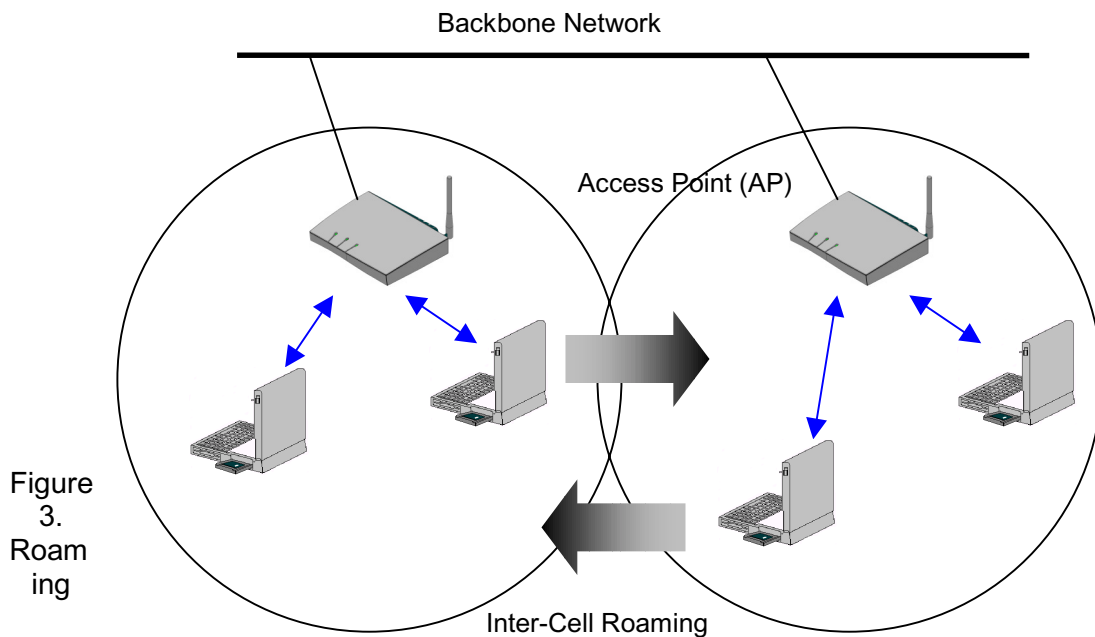 Backbone Network
Access Point (AP)
Figure
3.
Roam
ing
Inter-Cell Roaming